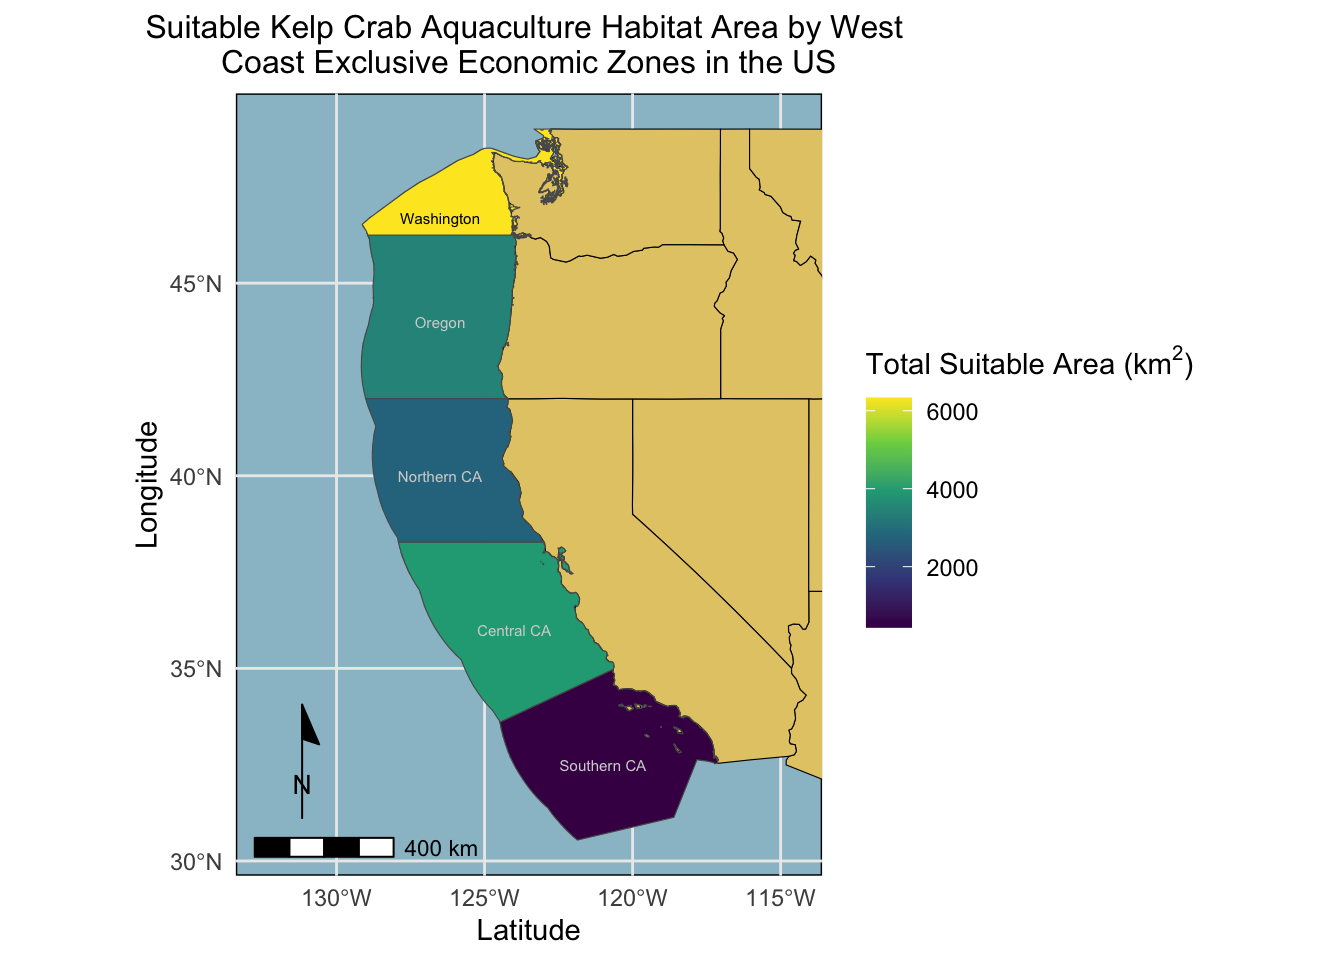 Suitable Kelp Crab Aquaculture Habitat Area by West
Coast Exclusive Economic Zones in the US
Washington
45°N
Oregon
Total Suitable Area (km²)
6000
4000
2000
Longitude
40°N
Northern CA
Central CA
35°N
Southern CA
N
400 km
30°N
130°W
125°W
120°W
115°W
Latitude